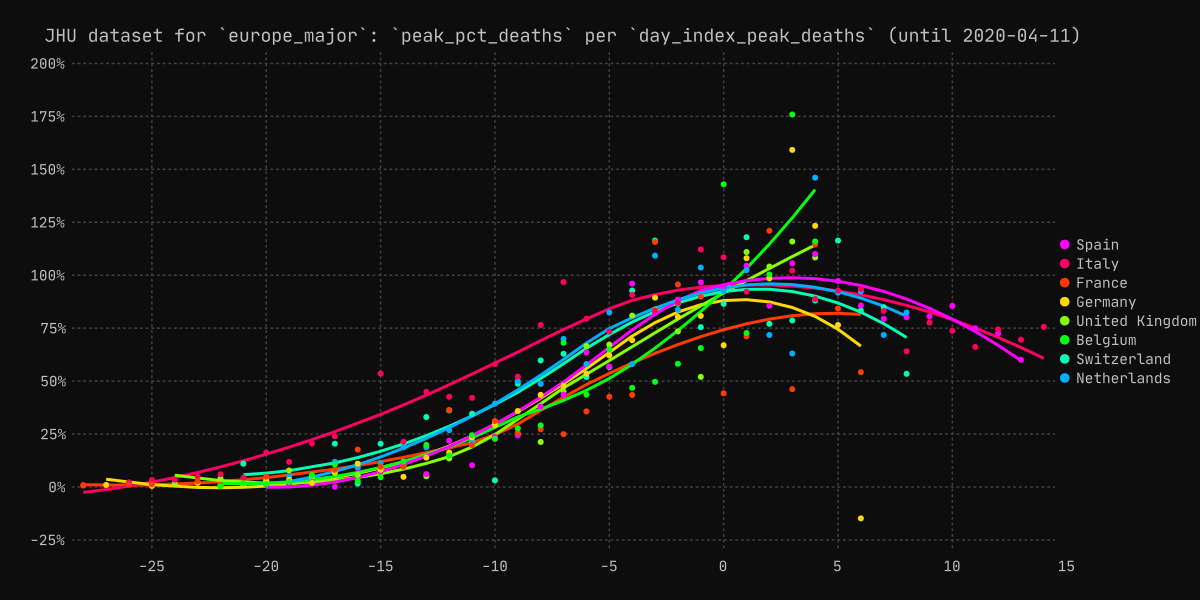 JHU dataset for `europe_major`: `peak_pct_deaths` per `day_index_peak_deaths` (until 2020-04-11)
200%
175%
150%
125%
100%
75%
50%
25%
0%
-25%
-25 -20 -15 -10 -5 0 5 10 15
Spain
Italy
France
Germany
United Kingdom
Belgium
Switzerland
Netherlands